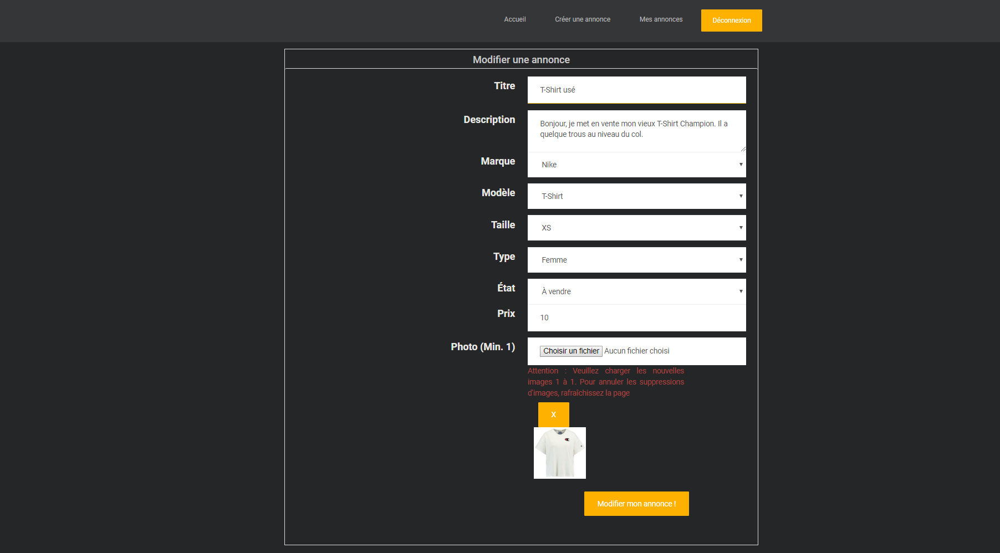 Accueil
Créer une annonce
Mes annonces
Déconnexion
Modifier une annonce
Titre
T-Shirt usé
Description
Bonjour, je met en vente mon vieux T-Shirt Champion. Il a
quelque trous au niveau du col.
Marque
Nike
Modèle
T-Shirt
Taille
XS
Type
Femme
État
À vendre
Prix
10
Photo (Min. 1)
Choisir un fichier Aucun fichier choisi
Attention : Veuillez charger les nouvelles
images 1 à 1. Pour annuler les suppressions
d'images, rafraîchissez la page
X
Modifier mon annonce !